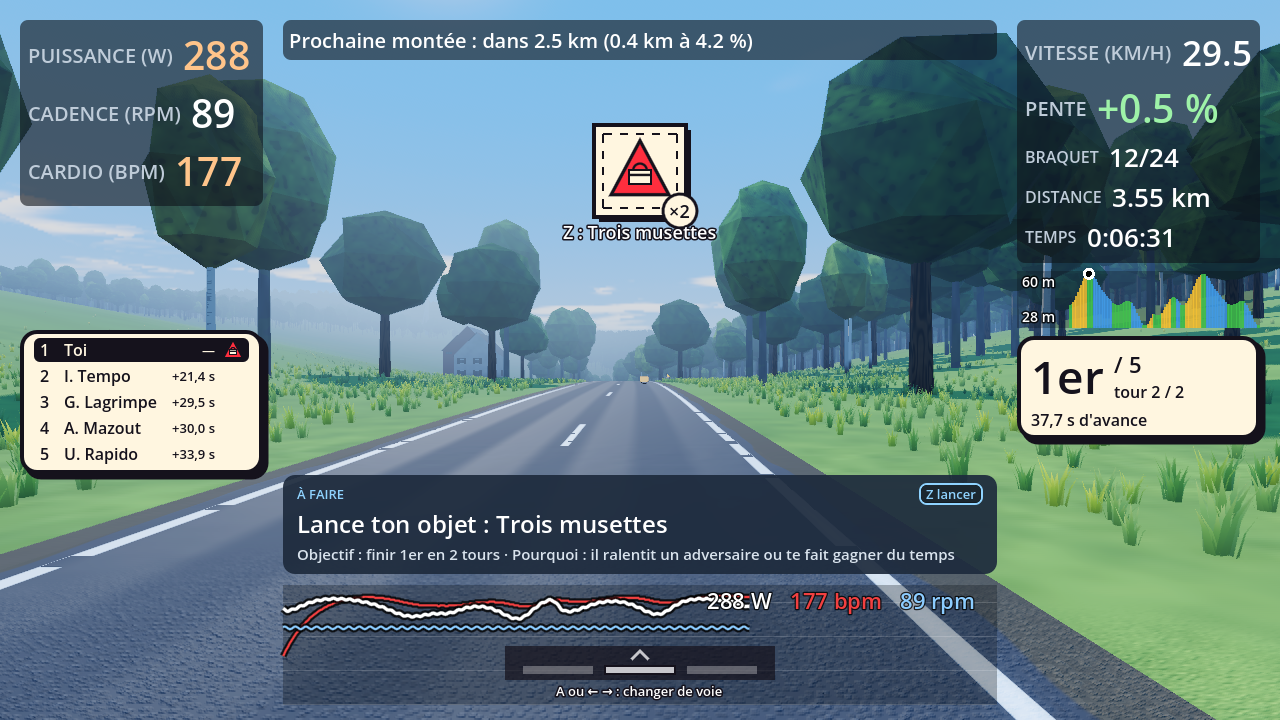 PUISSANCE (W) 288
CADENCE (RPM) 89
CARDIO (BPM) 177
Prochaine montée : dans 2.5 km (0.4 km à 4.2 %)
VITESSE (KM/H) 29.5
PENTE +0.5 %
BRAQUET 12/24
DISTANCE 3.55 km
TEMPS 0:06:31
60 m
28 m
×2
Z : Trois musettes
1 Toi —
2 I. Tempo +21,4 s
3 G. Lagrimpe +29,5 s
4 A. Mazout +30,0 s
5 U. Rapido +33,9 s
1er / 5
tour 2 / 2
37,7 s d'avance
À FAIRE
Z lancer
Lance ton objet : Trois musettes
Objectif : finir 1er en 2 tours · Pourquoi : il ralentit un adversaire ou te fait gagner du temps
288 W 177 bpm 89 rpm
A ou ← → : changer de voie